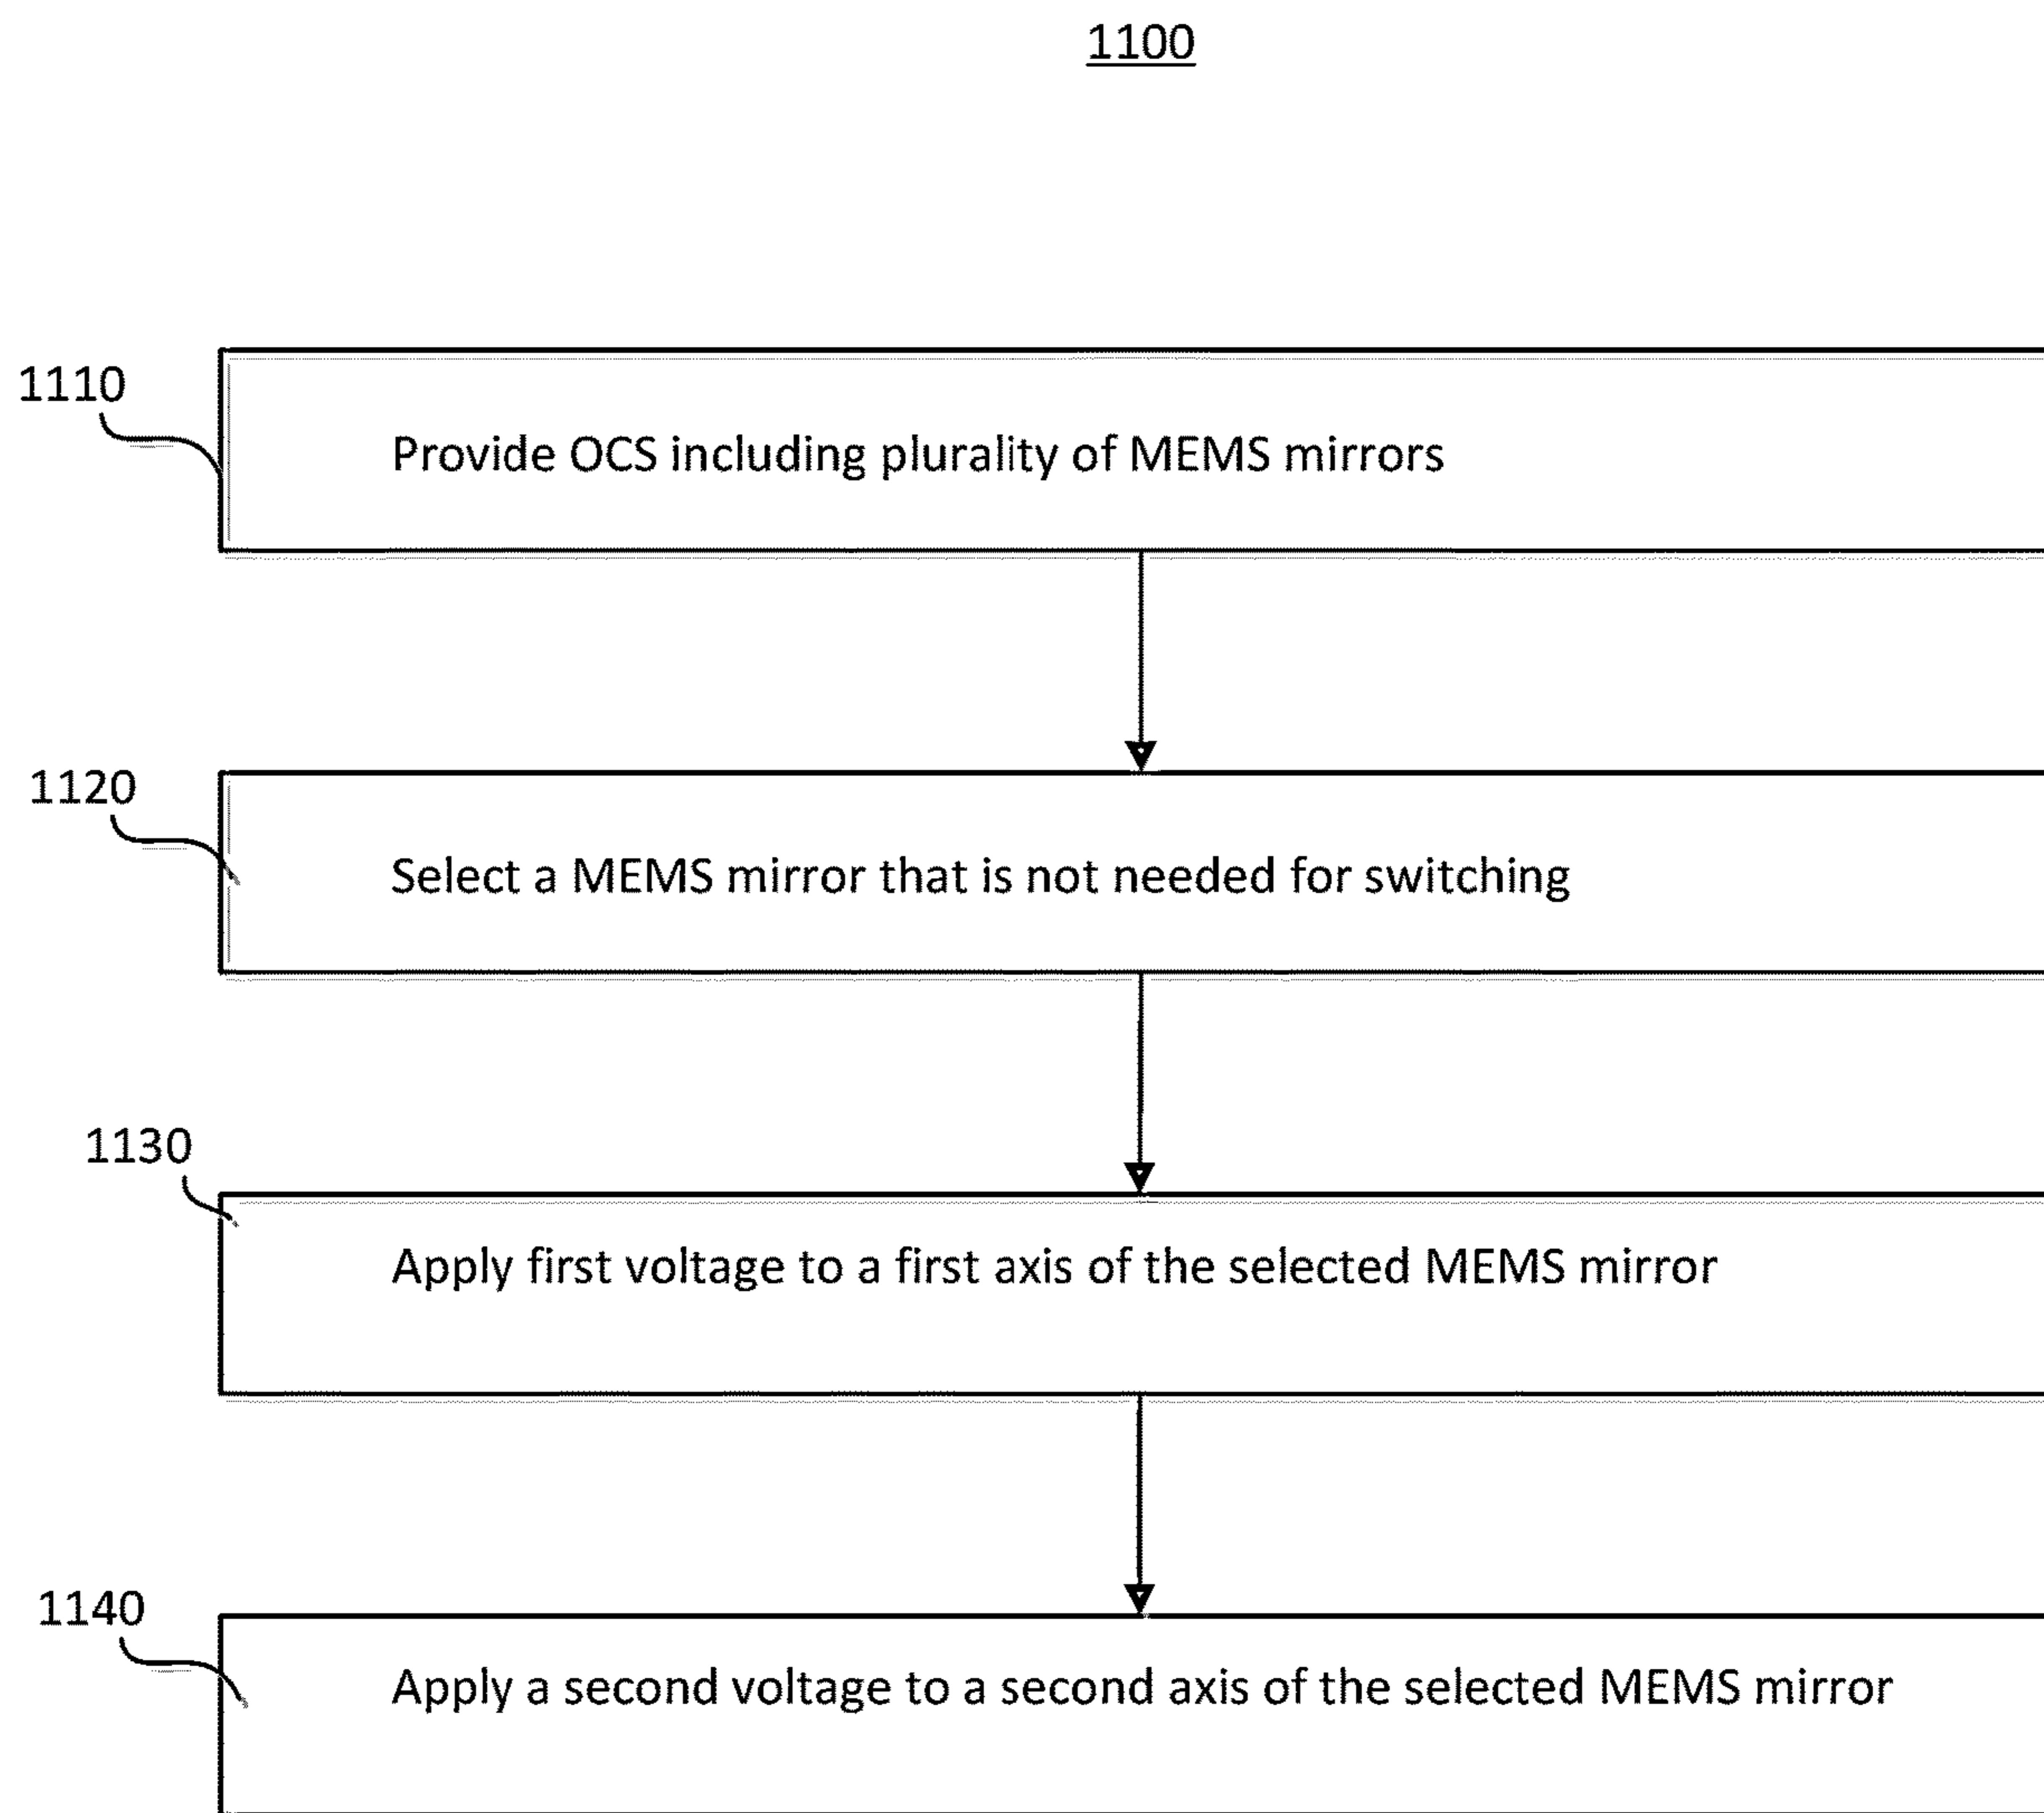 1100
1110
Provide OCS including plurality of MEMS mirrors
1120
Select a MEMS mirror that is not needed for switching
1130
Apply first voltage to a first axis of the selected MEMS mirror
1140
Apply a second voltage to a second axis of the selected MEMS mirror